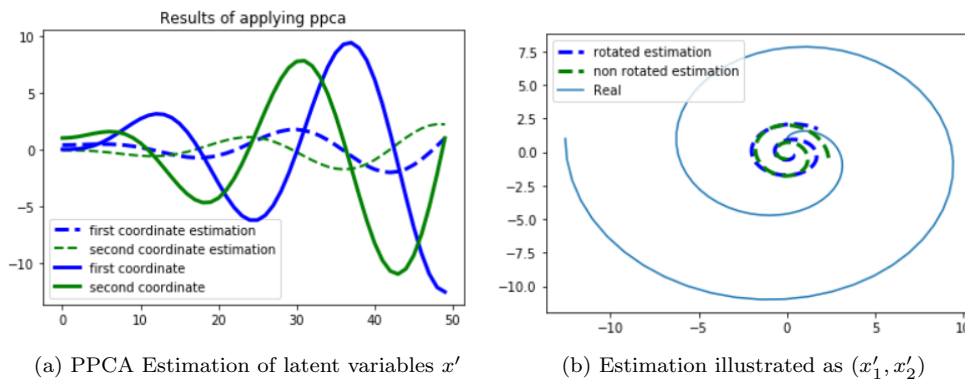 Results of applying ppca
10
5
0
−5
−10
first coordinate estimation
second coordinate estimation
first coordinate
second coordinate
0 10 20 30 40 50
(a) PPCA Estimation of latent variables x′
7.5
5.0
2.5
0.0
−2.5
−5.0
−7.5
−10.0
rotated estimation
non rotated estimation
Real
−10 −5 0 5 10
(b) Estimation illustrated as (x′₁, x′₂)